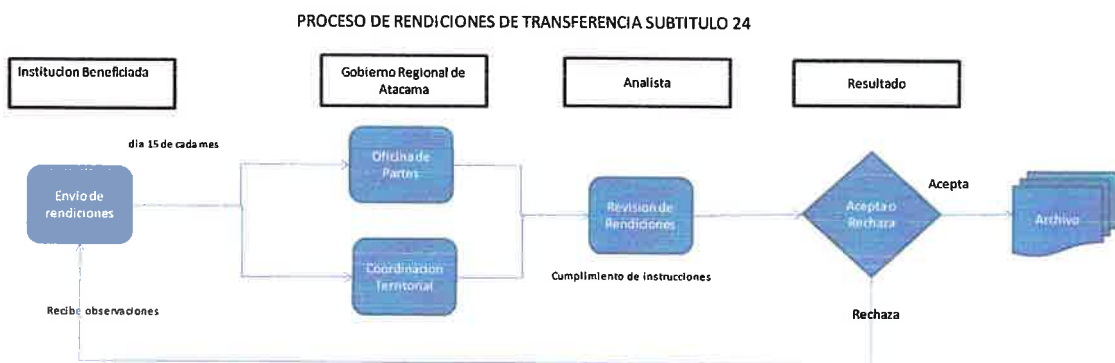 PROCESO DE RENDICIONES DE TRANSFERENCIA SUBTITULO 24
Institucion Beneficiada
Gobierno Regional de
Atacama
Analista
Resultado
dia 15 de cada mes
Envio de
rendiciones
Oficina de
Partes
Coordinacion
Territorial
Revision de
Rendiciones
Cumplimiento de instrucciones
Acepta o
Rechaza
Acepta
Archivo
Rechaza
Recibe observaciones